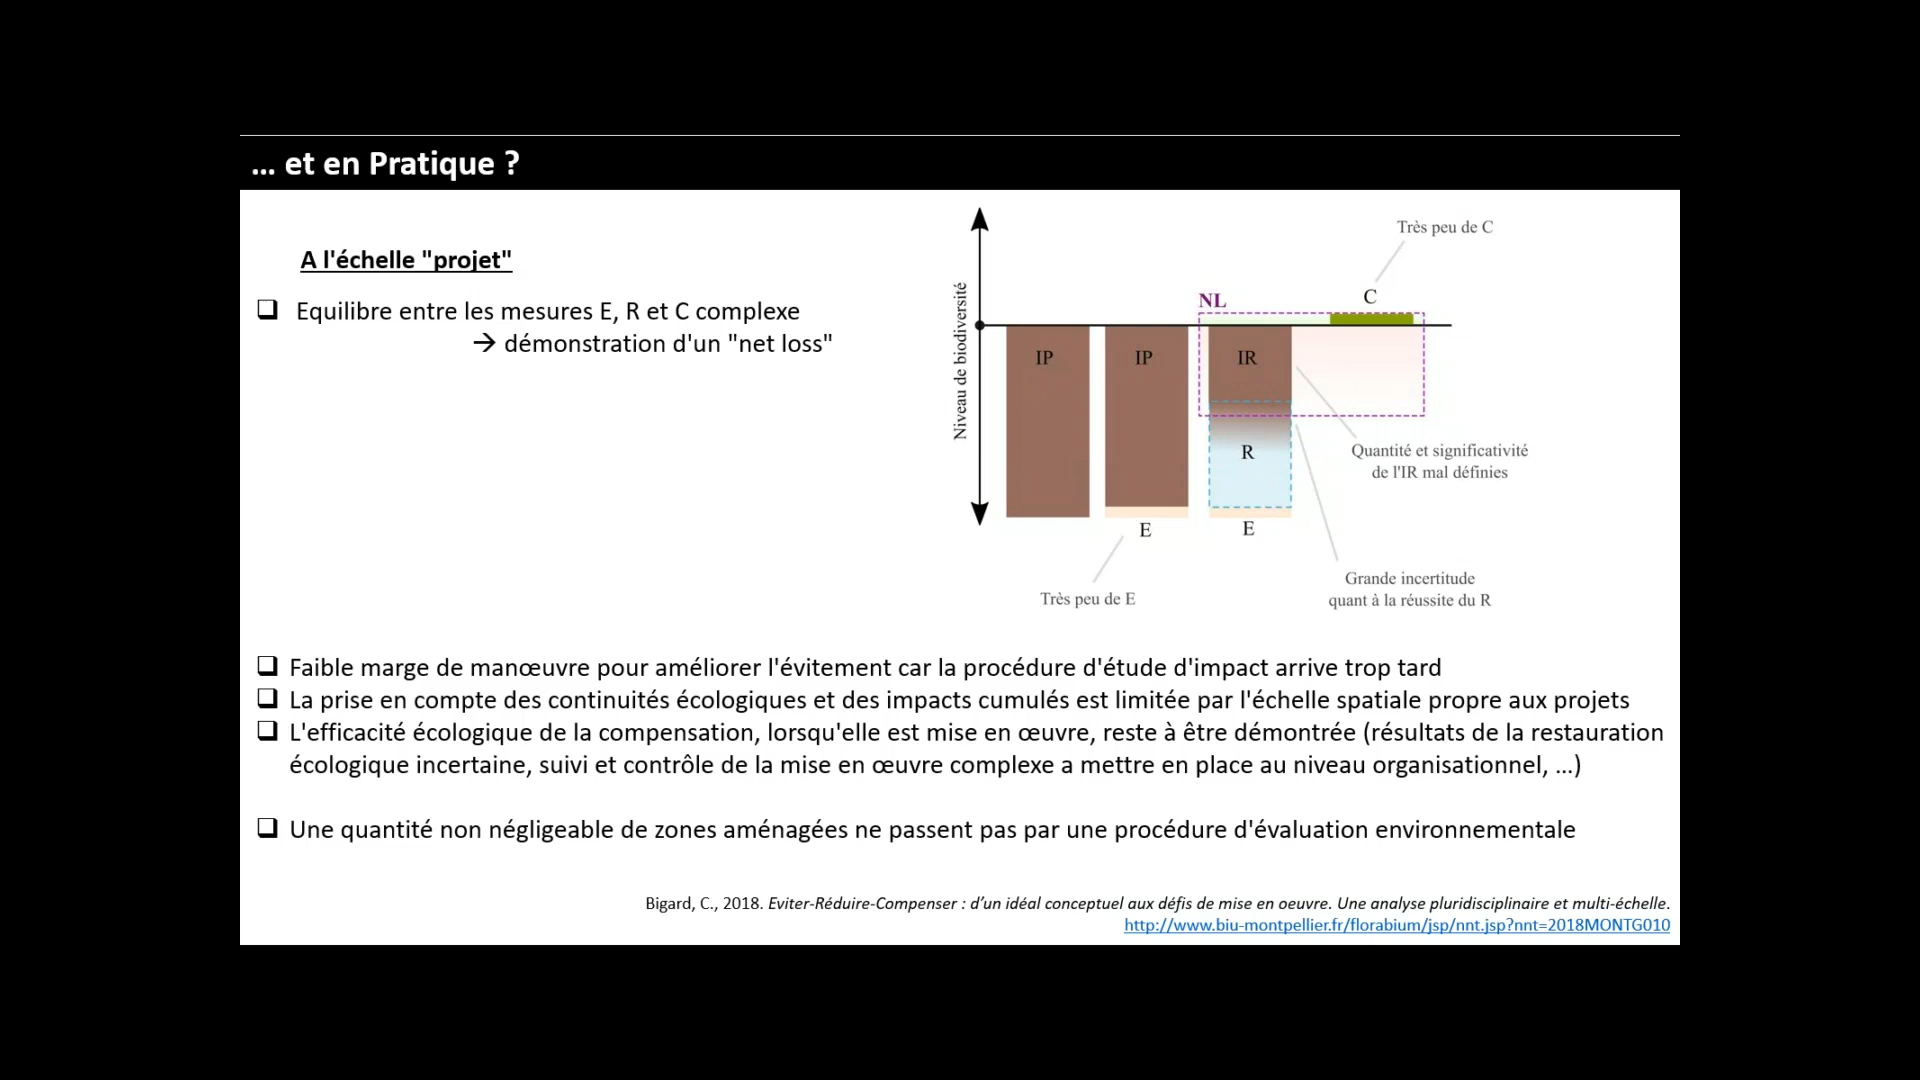 ... et en Pratique ?
A l'échelle "projet"
❑ Equilibre entre les mesures E, R et C complexe
→ démonstration d'un "net loss"
Niveau de biodiversité
Très peu de C
C
NL
IP
IP
IR
R
Quantité et significativité
de l'IR mal définies
E
E
Grande incertitude
quant à la réussite du R
Très peu de E
❑ Faible marge de manœuvre pour améliorer l'évitement car la procédure d'étude d'impact arrive trop tard
❑ La prise en compte des continuités écologiques et des impacts cumulés est limitée par l'échelle spatiale propre aux projets
❑ L'efficacité écologique de la compensation, lorsqu'elle est mise en œuvre, reste à être démontrée (résultats de la restauration
écologique incertaine, suivi et contrôle de la mise en œuvre complexe a mettre en place au niveau organisationnel, ...)
❑ Une quantité non négligeable de zones aménagées ne passent pas par une procédure d'évaluation environnementale
Bigard, C., 2018. Eviter-Réduire-Compenser : d’un idéal conceptuel aux défis de mise en oeuvre. Une analyse pluridisciplinaire et multi-échelle.
http://www.biu-montpellier.fr/florabium/jsp/nnt.jsp?nnt=2018MONTG010